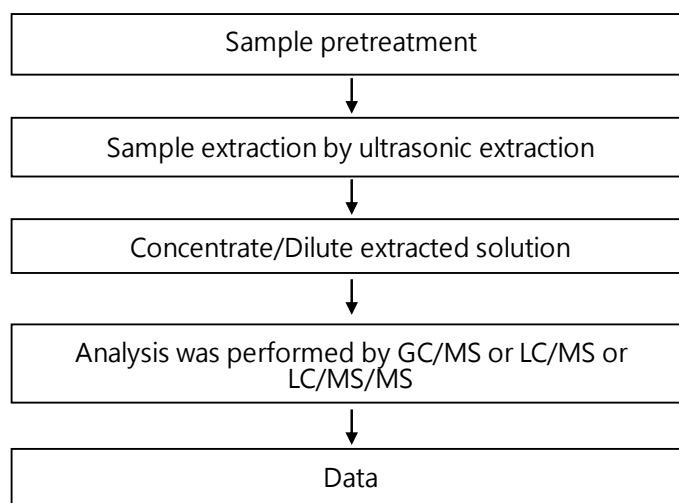 Sample pretreatment
Sample extraction by ultrasonic extraction
Concentrate/Dilute extracted solution
Analysis was performed by GC/MS or LC/MS or
LC/MS/MS
Data